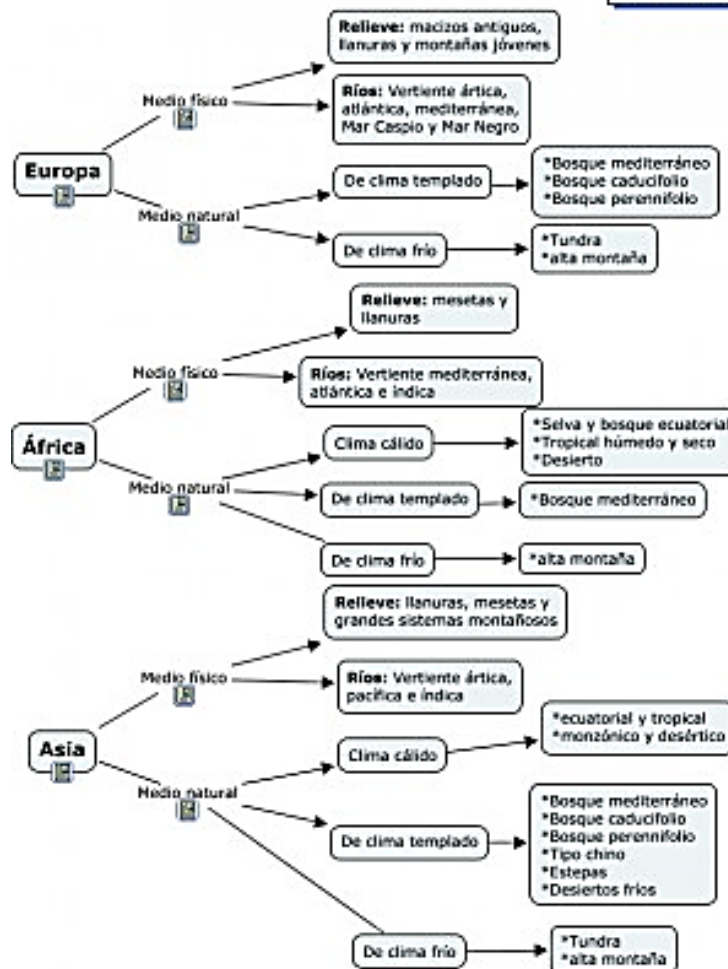 Relieve: macizos antiguos,
llanuras y montañas jóvenes
Medio físico
Ríos: Vertiente ártica,
atlántica, mediterránea,
Mar Caspio y Mar Negro
Europa
De clima templado
*Bosque mediterráneo
*Bosque caducifolio
*Bosque perennifolio
Medio natural
De clima frío
*Tundra
*alta montaña
Relieve: mesetas y
llanuras
Medio físico
Ríos: Vertiente mediterránea,
atlántica e índica
África
Clima cálido
*Selva y bosque ecuatorial
*Tropical húmedo y seco
*Desierto
Medio natural
De clima templado
*Bosque mediterráneo
De clima frío
*alta montaña
Relieve: llanuras, mesetas y
grandes sistemas montañosos
Medio físico
Ríos: Vertiente ártica,
pacífica e índica
Asia
Clima cálido
*ecuatorial y tropical
*monzónico y desértico
Medio natural
De clima templado
*Bosque mediterráneo
*Bosque caducifolio
*Bosque perennifolio
*Tipo chino
*Estepas
*Desiertos fríos
De clima frío
*Tundra
*alta montaña